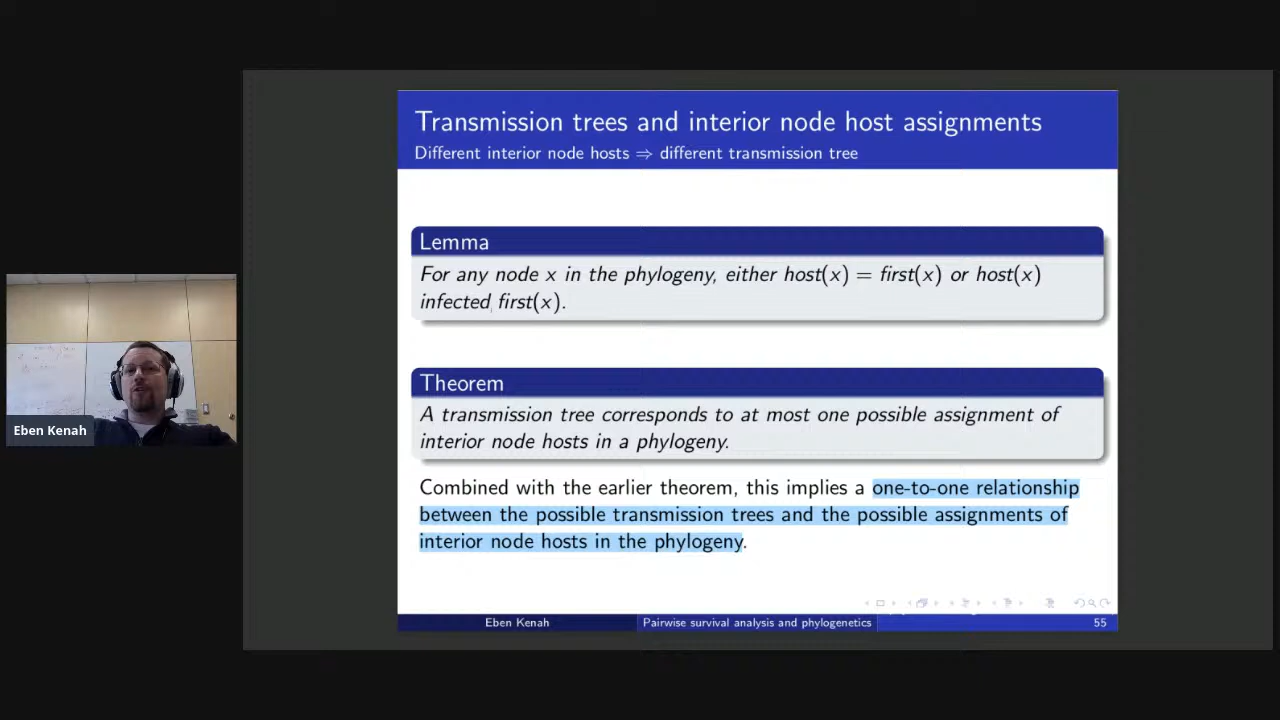 Transmission trees and interior node host assignments
Different interior node hosts ⇒ different transmission tree
Lemma
For any node x in the phylogeny, either host(x) = first(x) or host(x)
infected first(x).
Theorem
A transmission tree corresponds to at most one possible assignment of
interior node hosts in a phylogeny.
Combined with the earlier theorem, this implies a one-to-one relationship
between the possible transmission trees and the possible assignments of
interior node hosts in the phylogeny.
Eben Kenah
Eben Kenah
Pairwise survival analysis and phylogenetics
55